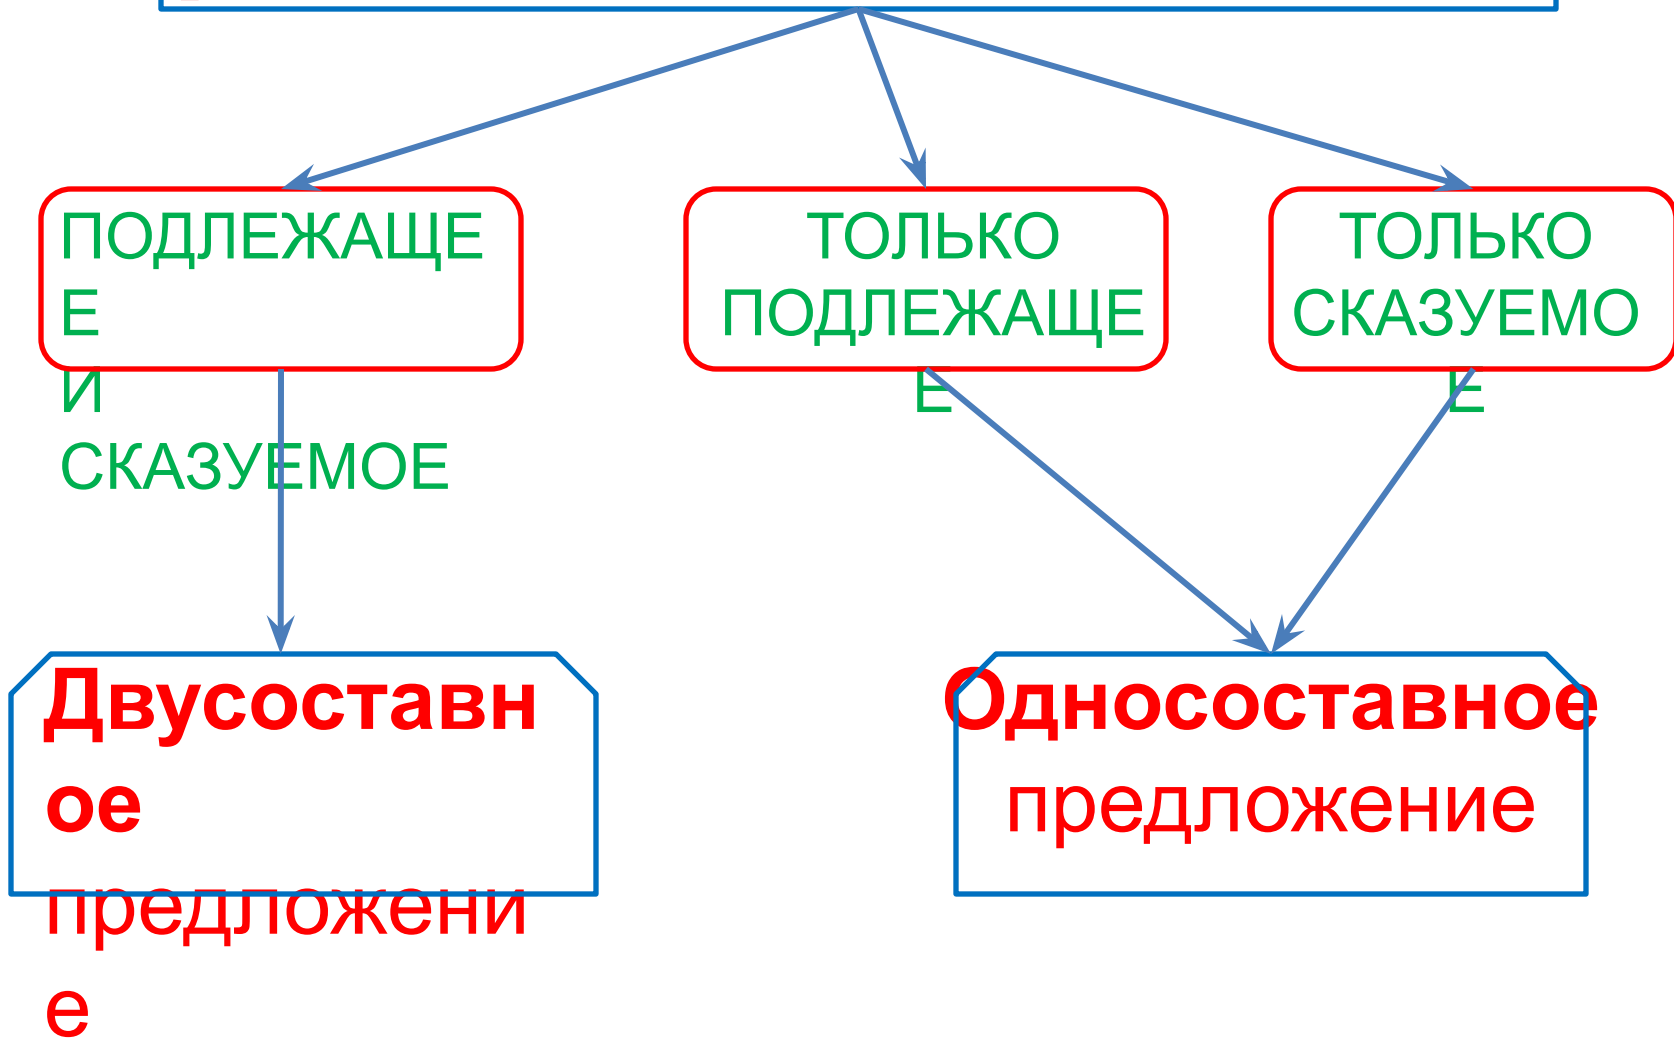 ПОДЛЕЖАЩЕ
Е
И
СКАЗУЕМОЕ
ТОЛЬКО
ПОДЛЕЖАЩЕ
Е
ТОЛЬКО
СКАЗУЕМО
Е
Двусоставн
ое
предложени
е
Односоставное
предложение